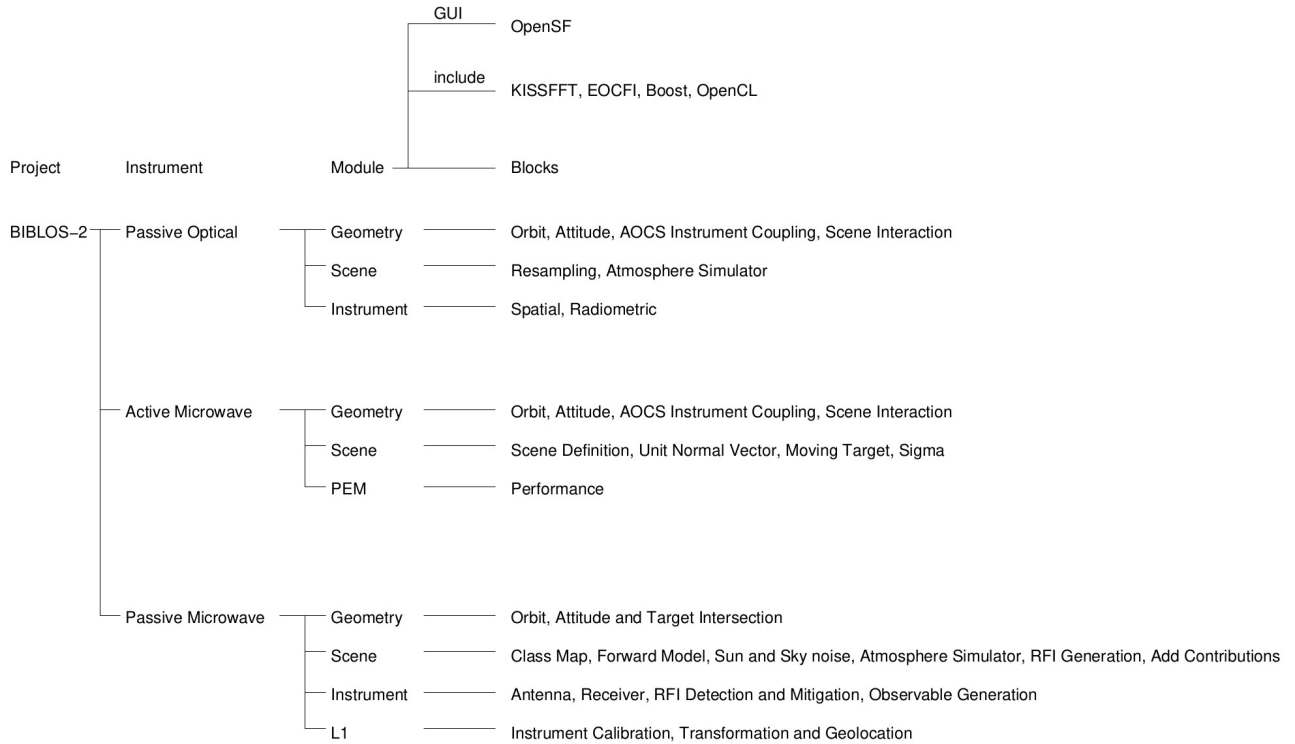 GUI
OpenSF
include
KISSFFT, EOCFI, Boost, OpenCL
Project Instrument Module Blocks
BIBLOS−2 Passive Optical Geometry Orbit, Attitude, AOCS Instrument Coupling, Scene Interaction
Scene Resampling, Atmosphere Simulator
Instrument Spatial, Radiometric
Active Microwave Geometry Orbit, Attitude, AOCS Instrument Coupling, Scene Interaction
Scene Scene Definition, Unit Normal Vector, Moving Target, Sigma
PEM Performance
Passive Microwave Geometry Orbit, Attitude and Target Intersection
Scene Class Map, Forward Model, Sun and Sky noise, Atmosphere Simulator, RFI Generation, Add Contributions
Instrument Antenna, Receiver, RFI Detection and Mitigation, Observable Generation
L1 Instrument Calibration, Transformation and Geolocation